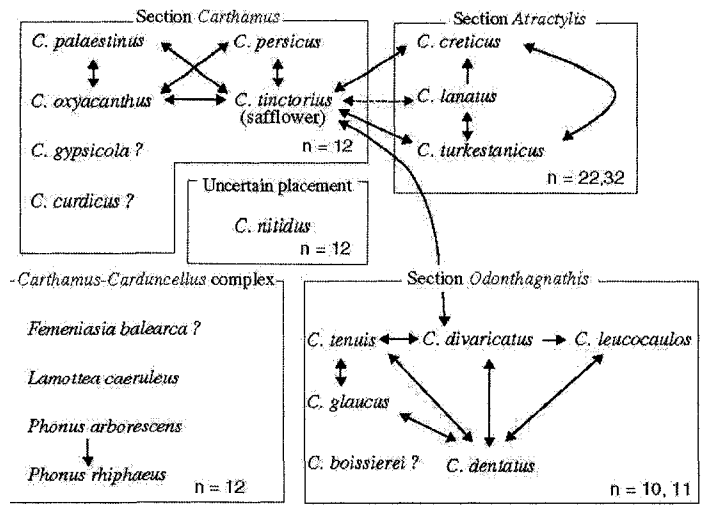 Section Carthamus
C. palaestinus C. persicus
C. oxyacanthus C. tinctorius
(safflower)
C. gypsicola ? n = 12
C. curdicus ?
Section Atractylis
C. creticus
C. lanatus
C. turkestanicus
n = 22,32
Uncertain placement
C. nitidus
n = 12
Carthamus-Carduncellus complex
Femeniasia balearca ?
Lamottea caeruleus
Phonus arborescens
Phonus rhiphaeus
n = 12
Section Odonthagnathis
C. tenuis C. divaricatus C. leucocaulos
C. glaucus
C. boissierei ? C. dentatus
n = 10, 11